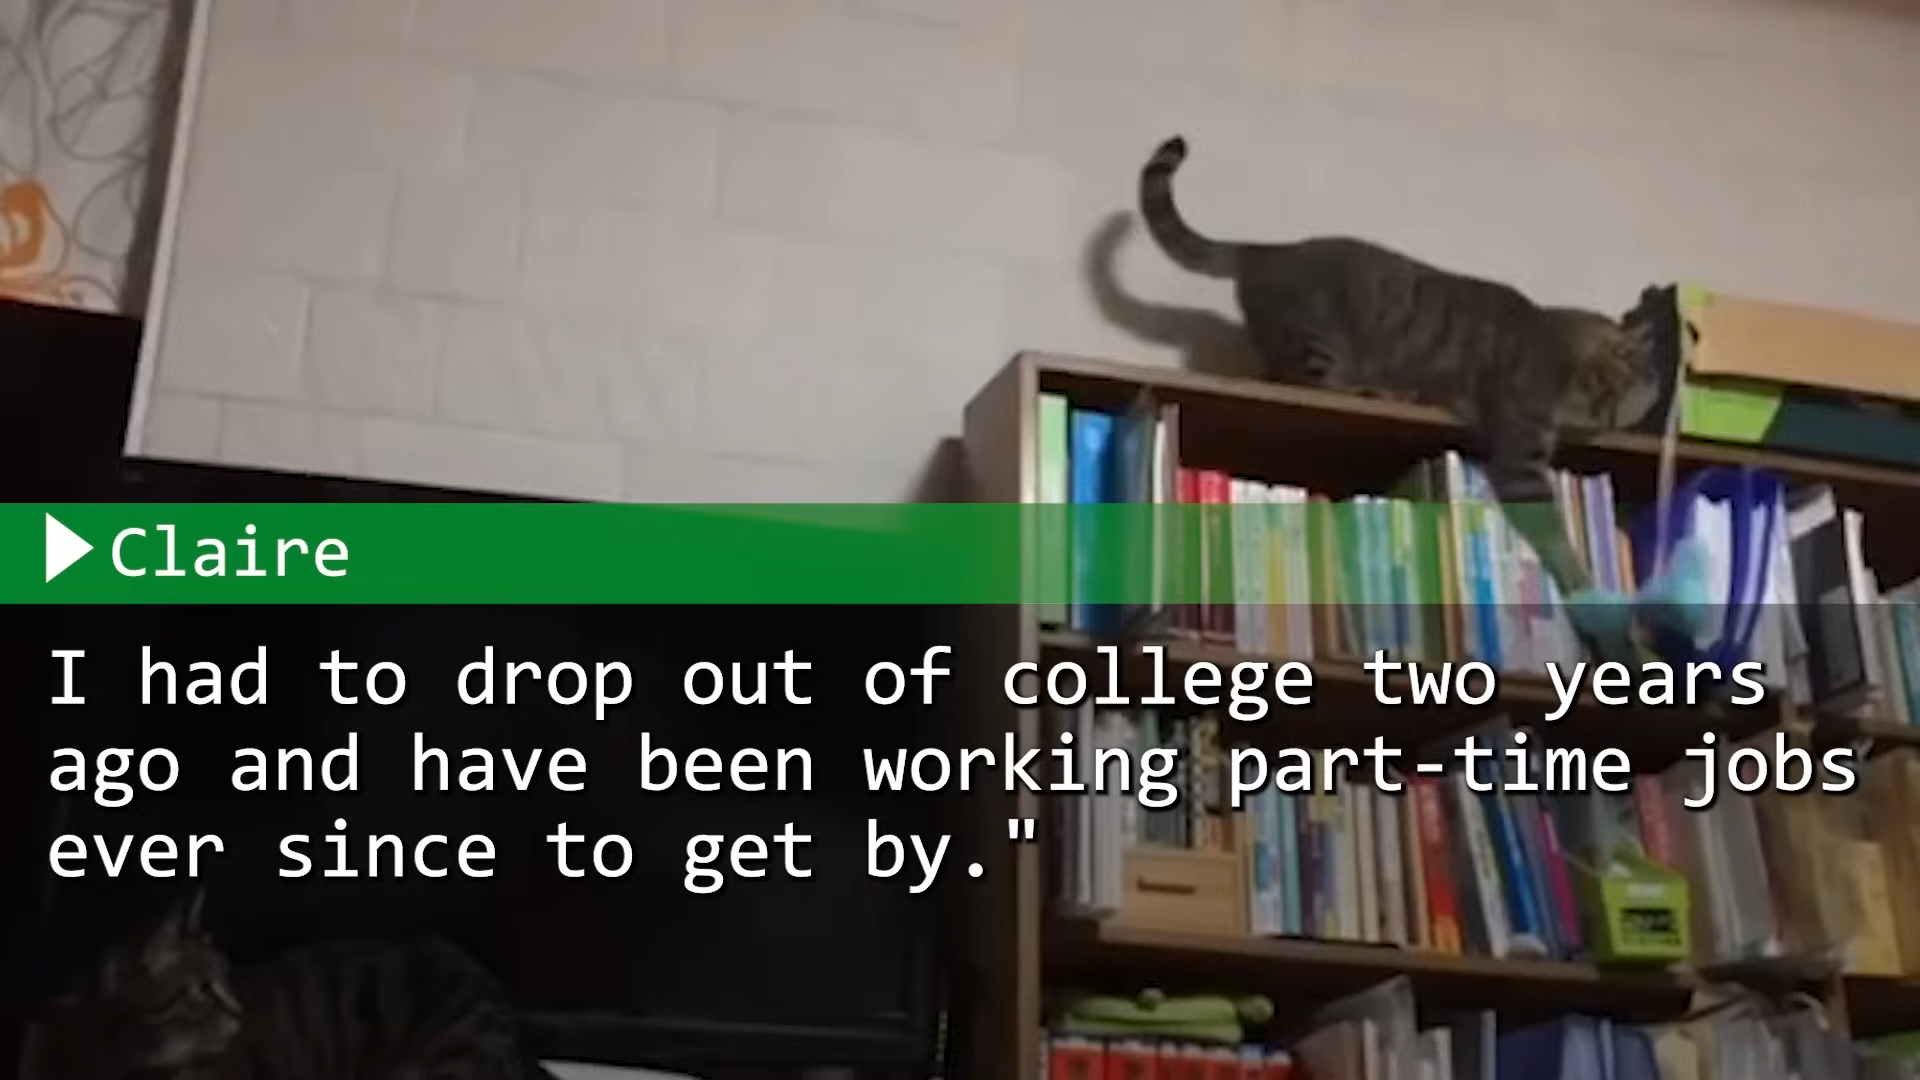 Claire
I had to drop out of college two years
ago and have been working part-time jobs
ever since to get by."